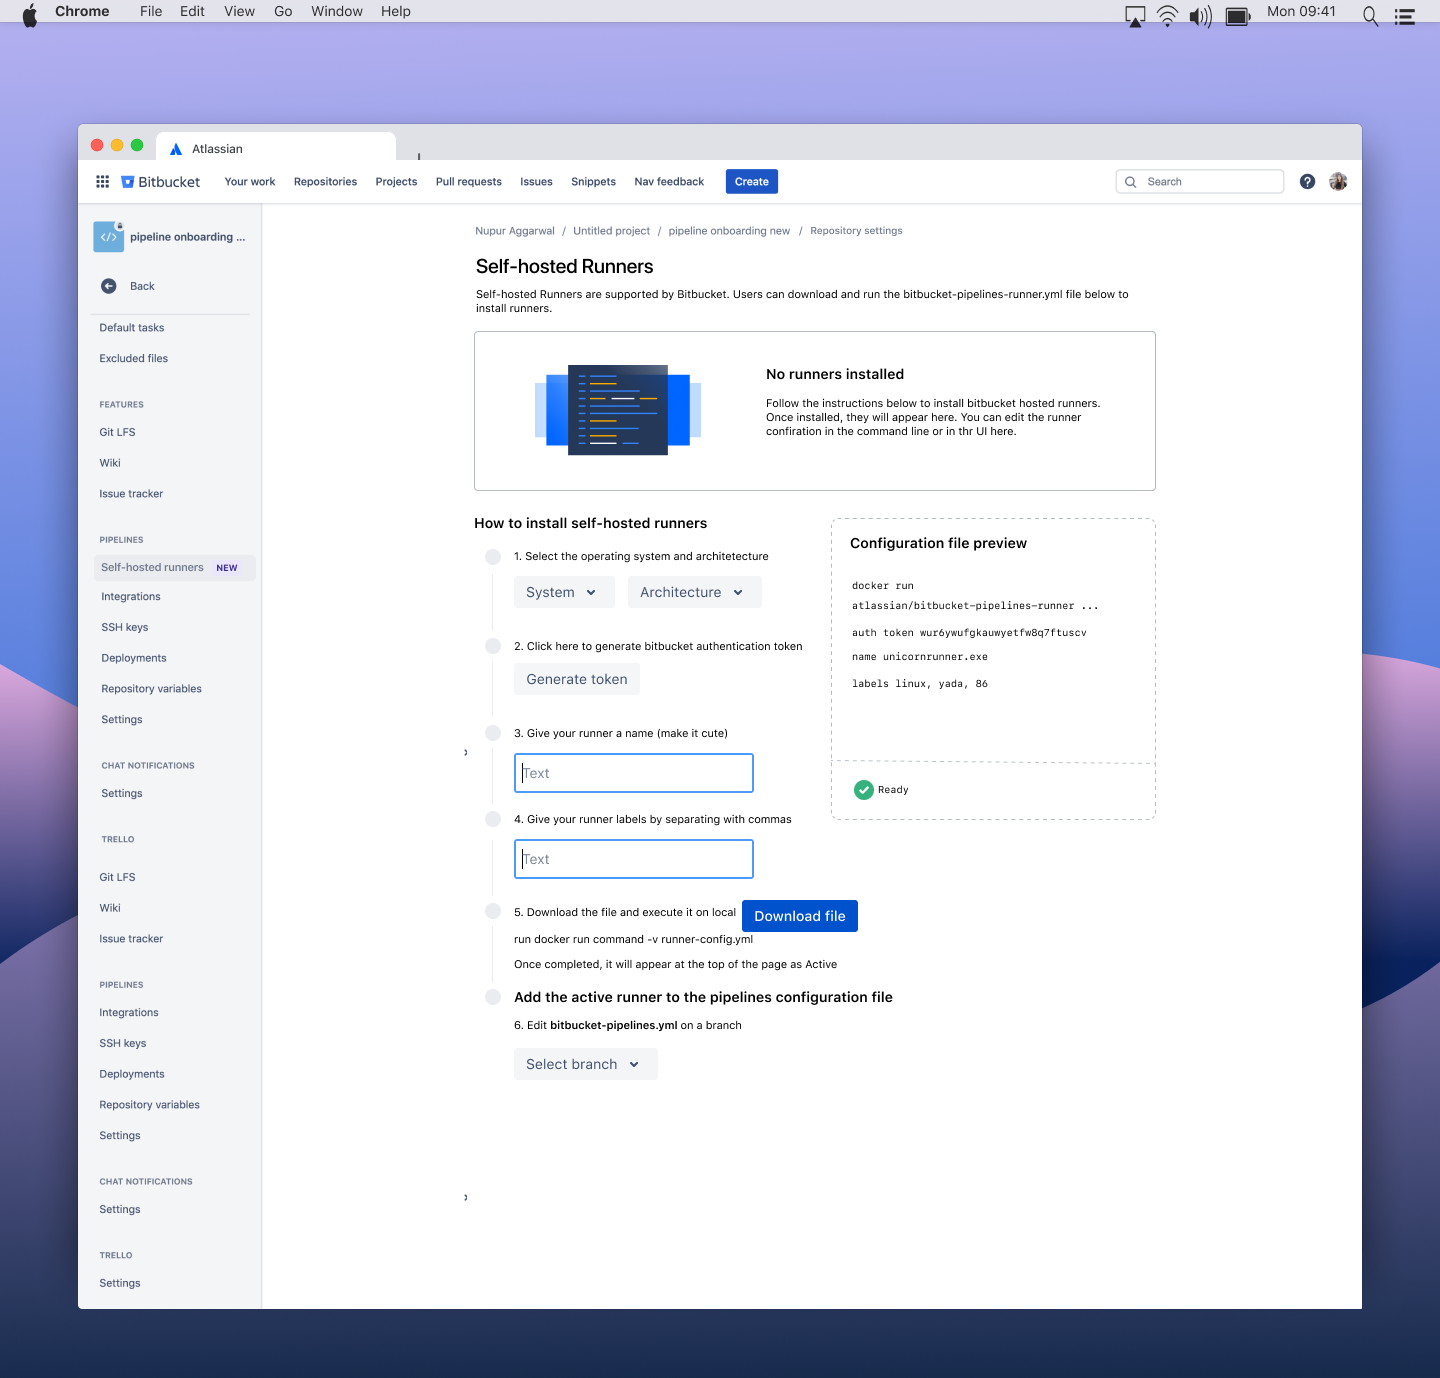 Chrome File Edit View Go Window Help Mon 09:41
Atlassian
Bitbucket Your work Repositories Projects Pull requests Issues Snippets Nav feedback Create Search
pipeline onboarding ...
Back
Default tasks
Excluded files
FEATURES
Git LFS
Wiki
Issue tracker
PIPELINES
Self-hosted runners NEW
Integrations
SSH keys
Deployments
Repository variables
Settings
CHAT NOTIFICATIONS
Settings
TRELLO
Git LFS
Wiki
Issue tracker
PIPELINES
Integrations
SSH keys
Deployments
Repository variables
Settings
CHAT NOTIFICATIONS
Settings
TRELLO
Settings
Nupur Aggarwal / Untitled project / pipeline onboarding new / Repository settings
Self-hosted Runners
Self-hosted Runners are supported by Bitbucket. Users can download and run the bitbucket-pipelines-runner.yml file below to
install runners.
No runners installed
Follow the instructions below to install bitbucket hosted runners.
Once installed, they will appear here. You can edit the runner
confiration in the command line or in thr UI here.
How to install self-hosted runners
1. Select the operating system and architetecture
System Architecture
2. Click here to generate bitbucket authentication token
Generate token
3. Give your runner a name (make it cute)
Text
4. Give your runner labels by separating with commas
Text
5. Download the file and execute it on local Download file
run docker run command -v runner-config.yml
Once completed, it will appear at the top of the page as Active
Add the active runner to the pipelines configuration file
6. Edit bitbucket-pipelines.yml on a branch
Select branch
Configuration file preview
docker run
atlassian/bitbucket-pipelines-runner ...
auth token wur6ywufgkauwyetfw8q7ftuscv
name unicornrunner.exe
labels linux, yada, 86
Ready